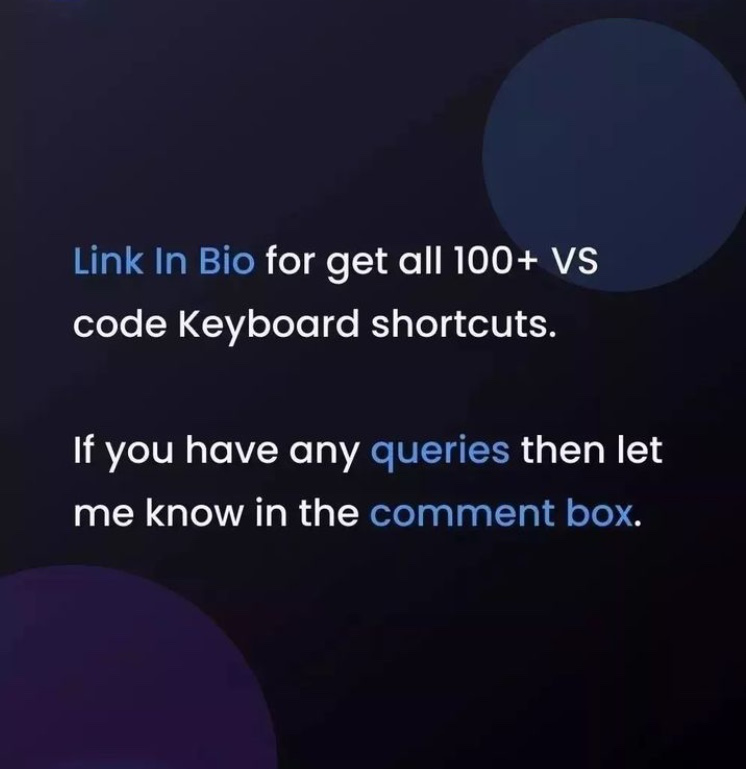 Link In Bio for get all 100+ VS
code Keyboard shortcuts.
If you have any queries then let
me know in the comment box.